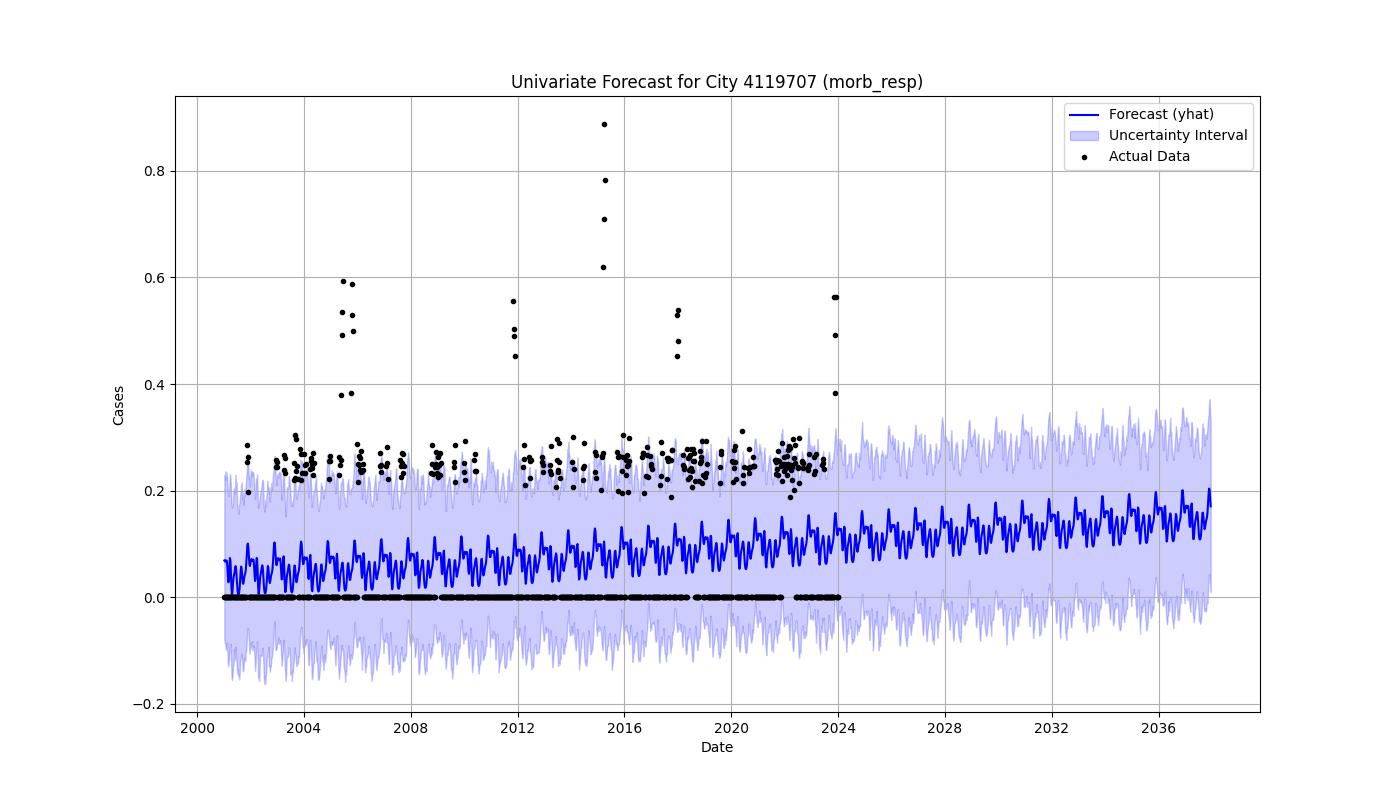 Univariate Forecast for City 4119707 (morb_resp)
Forecast (yhat)
Uncertainty Interval
Actual Data
Cases
0.8
0.6
0.4
0.2
0.0
−0.2
2000 2004 2008 2012 2016 2020 2024 2028 2032 2036
Date